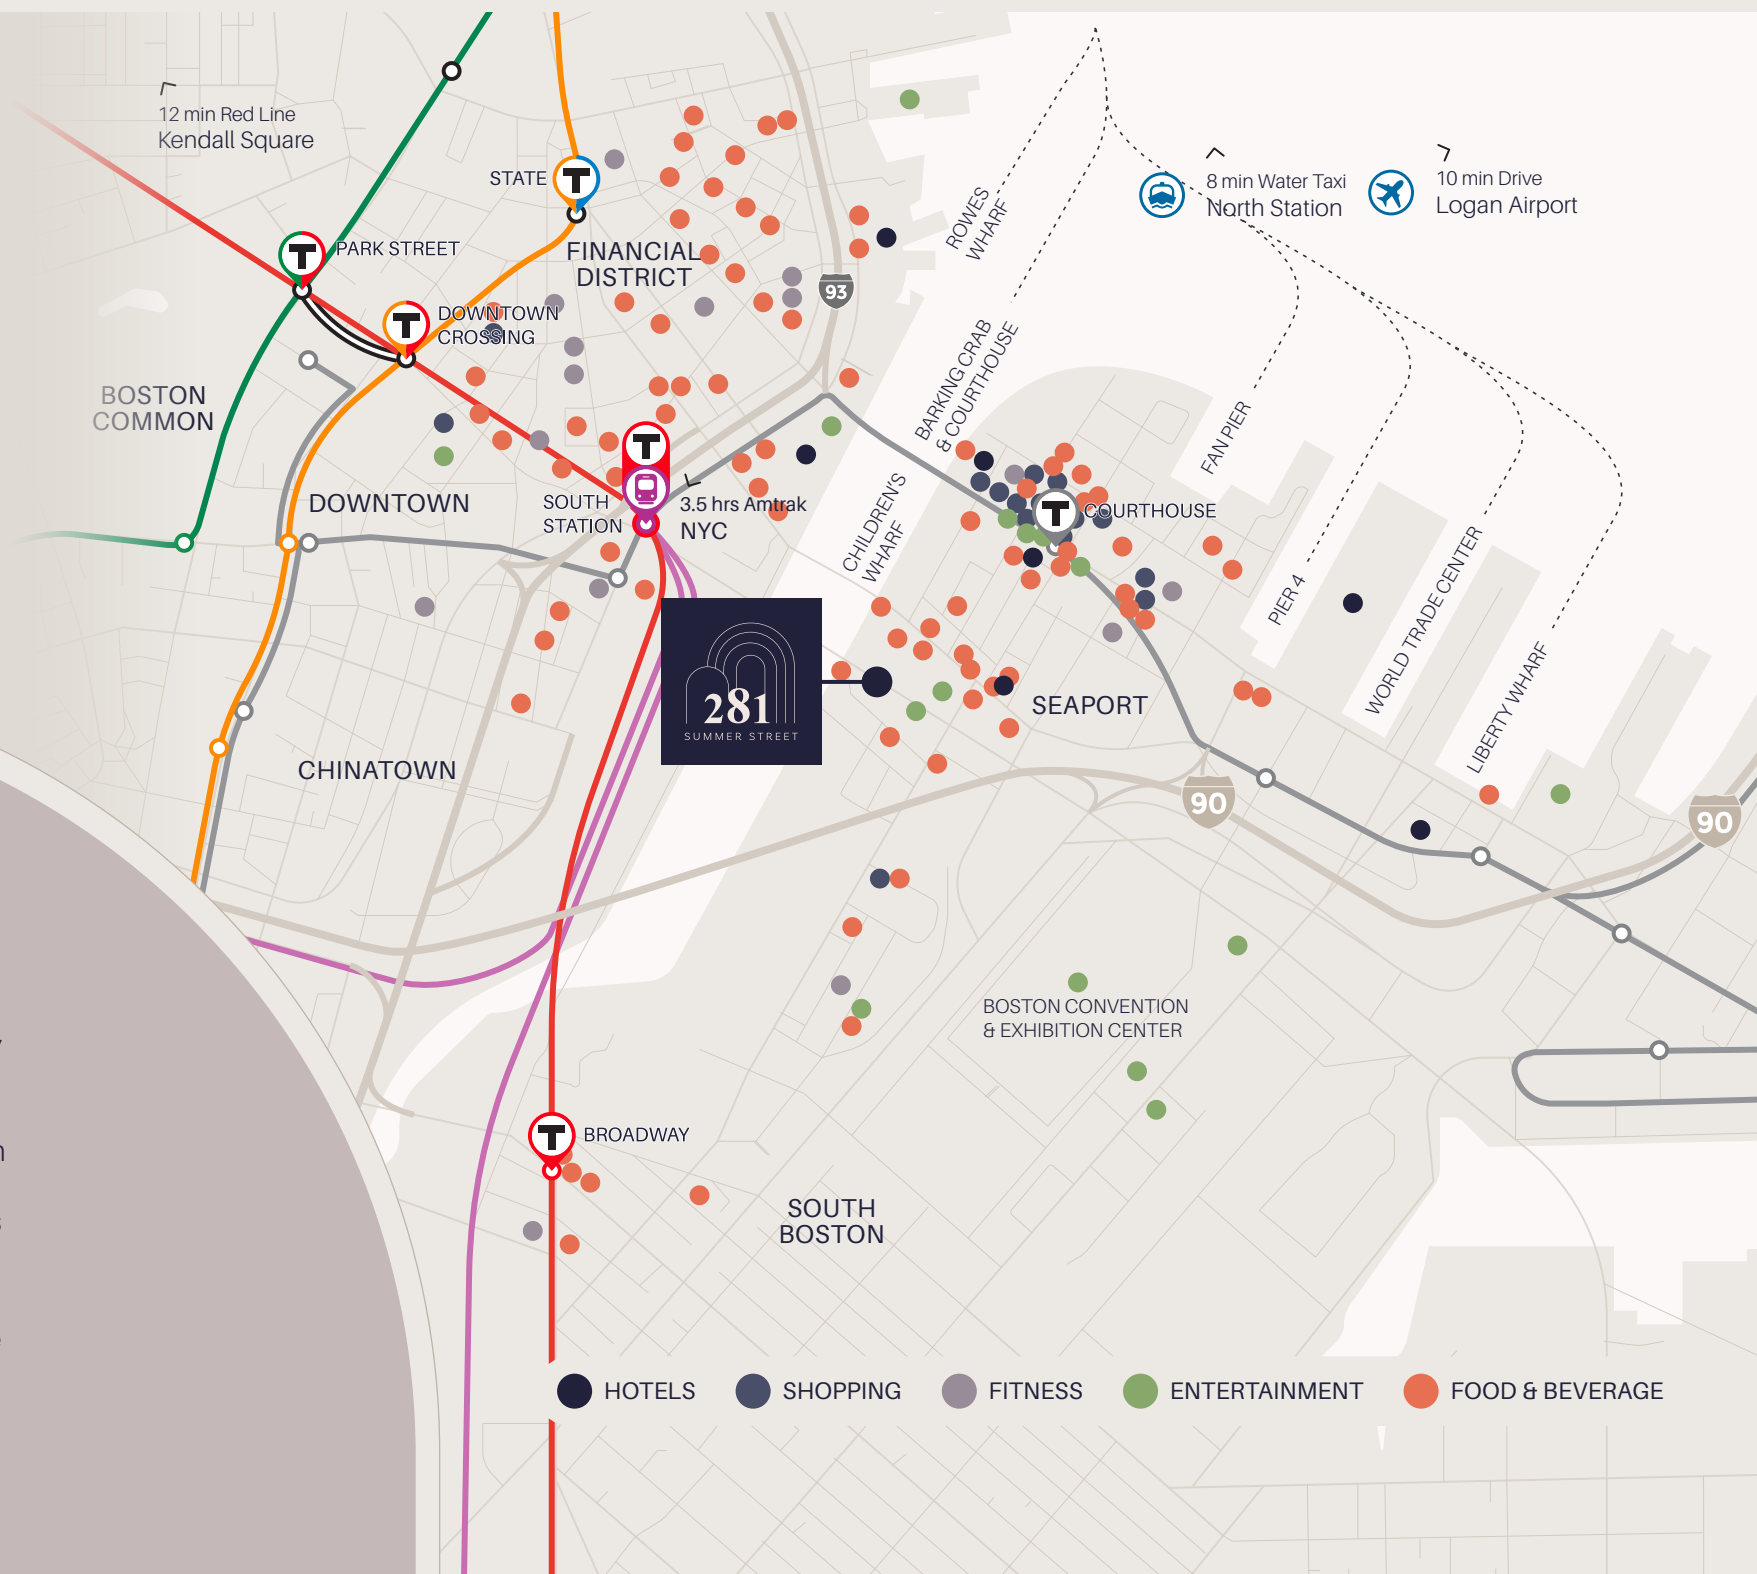 12 min Red Line
Kendall Square
STATE
T
PARK STREET
T
FINANCIAL
DISTRICT
DOWNTOWN
CROSSING
T
93
ROWES
WHARF
8 min Water Taxi
North Station
10 min Drive
Logan Airport
BOSTON
COMMON
BARKING CRAB
& COURTHOUSE
FAN PIER
T
DOWNTOWN
SOUTH
STATION
3.5 hrs Amtrak
NYC
CHILDREN'S
WHARF
T
COURTHOUSE
PIER 4
WORLD TRADE CENTER
LIBERTY WHARF
281
SUMMER STREET
SEAPORT
CHINATOWN
90
90
BOSTON CONVENTION
& EXHIBITION CENTER
T
BROADWAY
SOUTH
BOSTON
HOTELS
SHOPPING
FITNESS
ENTERTAINMENT
FOOD & BEVERAGE